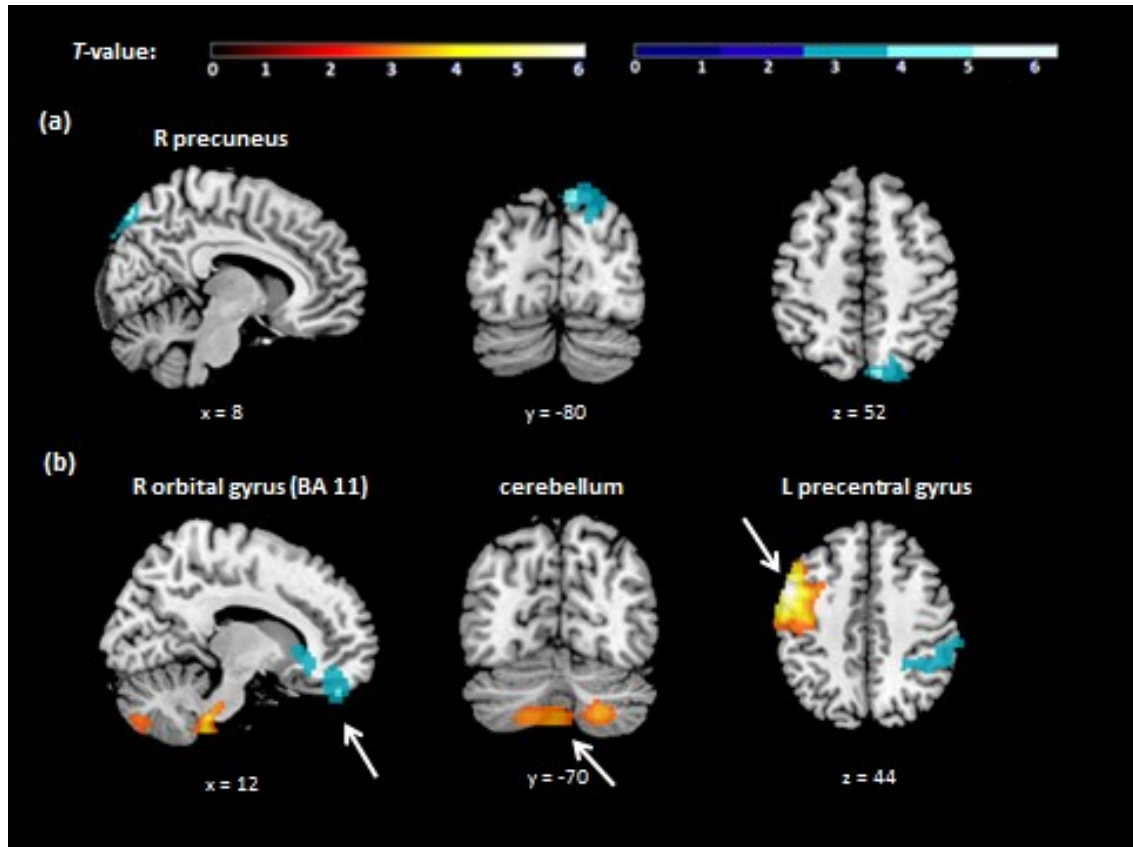 T-value:
0 1 2 3 4 5 6
0 1 2 3 4 5 6
(a)
R precuneus
x = 8
y = -80
z = 52
(b)
R orbital gyrus (BA 11)
cerebellum
L precentral gyrus
x = 12
y = -70
z = 44